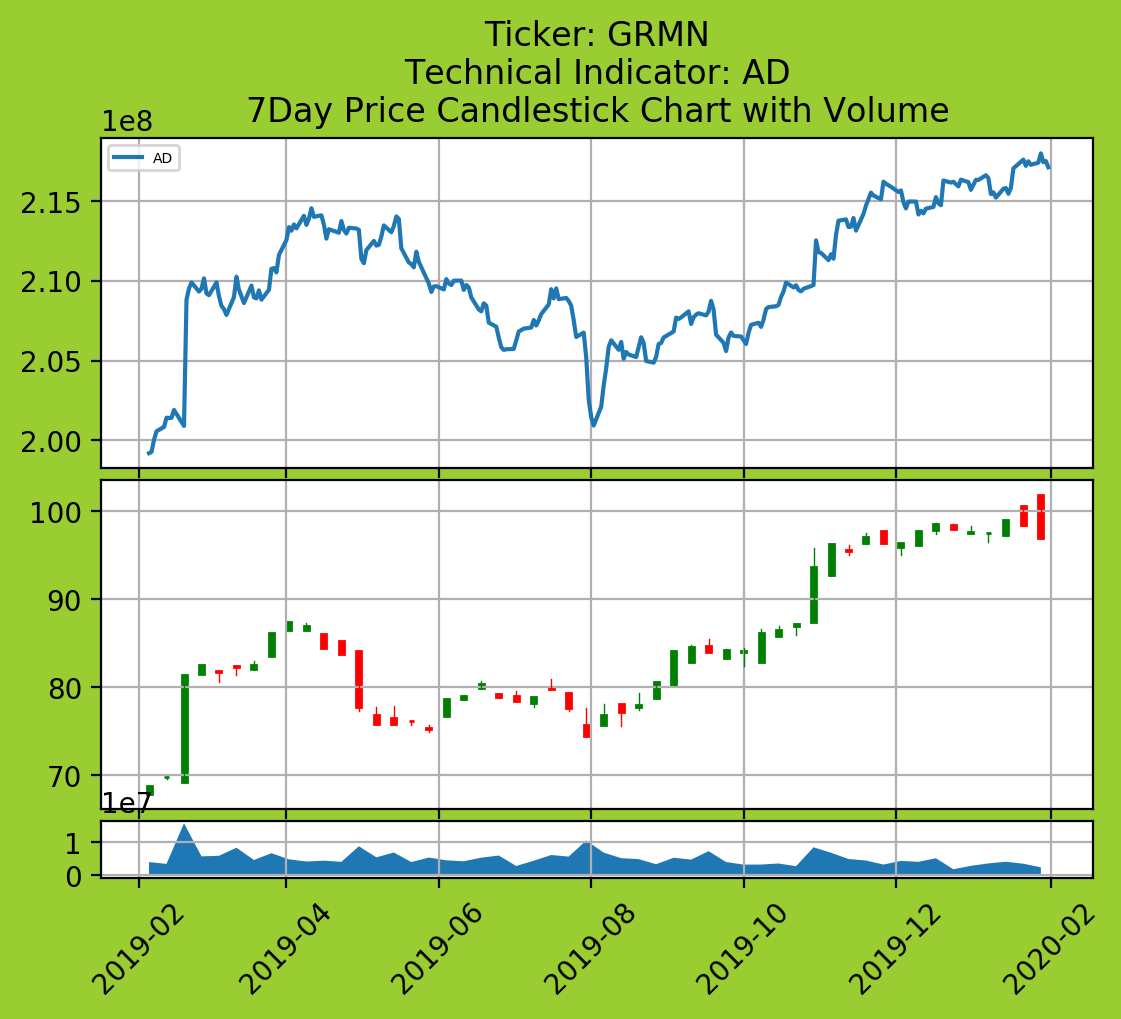 Ticker: GRMN
Technical Indicator: AD
7Day Price Candlestick Chart with Volume
1e8
AD
2.15
2.10
2.05
2.00
100
90
80
70
1e7
1
0
2019-02
2019-04
2019-06
2019-08
2019-10
2019-12
2020-02